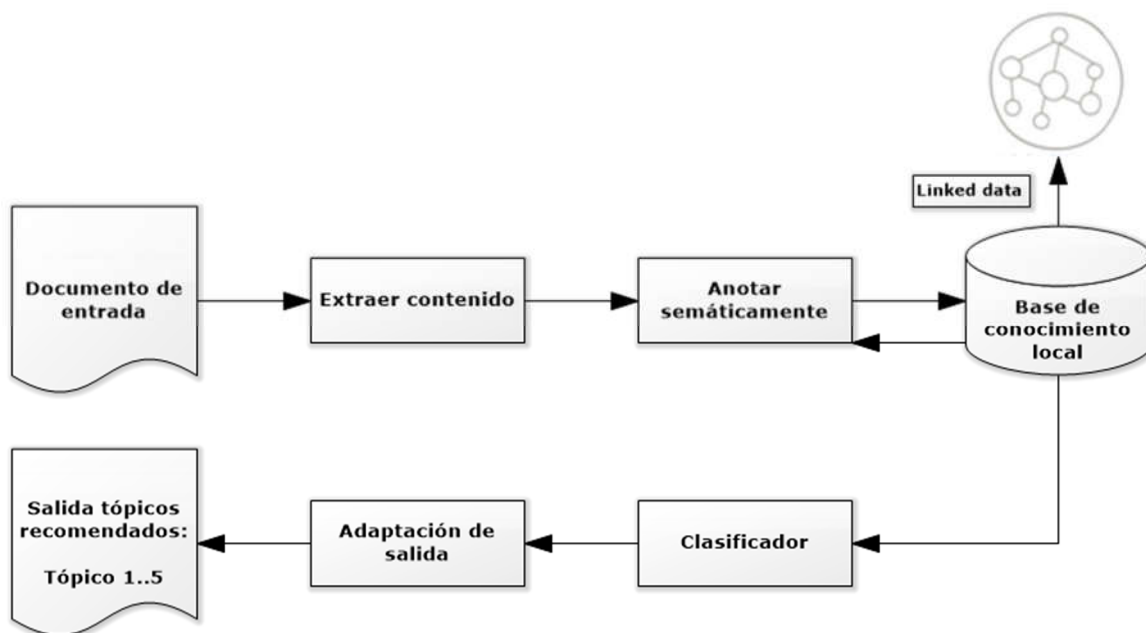 Linked data
Documento de
entrada
Extraer contenido
Anotar
semáticamente
Base de
conocimiento
local
Salida tópicos
recomendados:
Tópico 1..5
Adaptación de
salida
Clasificador